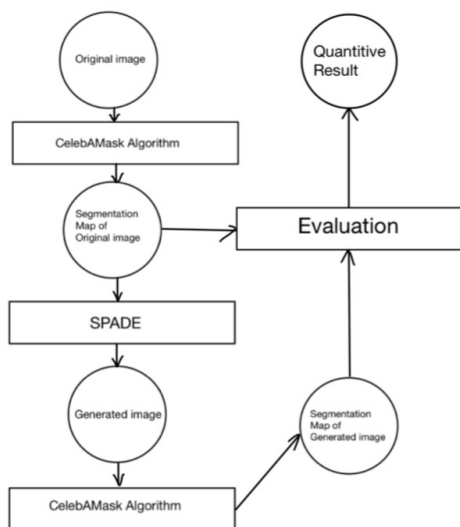 Original image
CelebAMask Algorithm
Segmentation
Map of
Original image
SPADE
Generated image
CelebAMask Algorithm
Quantitive
Result
Evaluation
Segmentation
Map of
Generated image